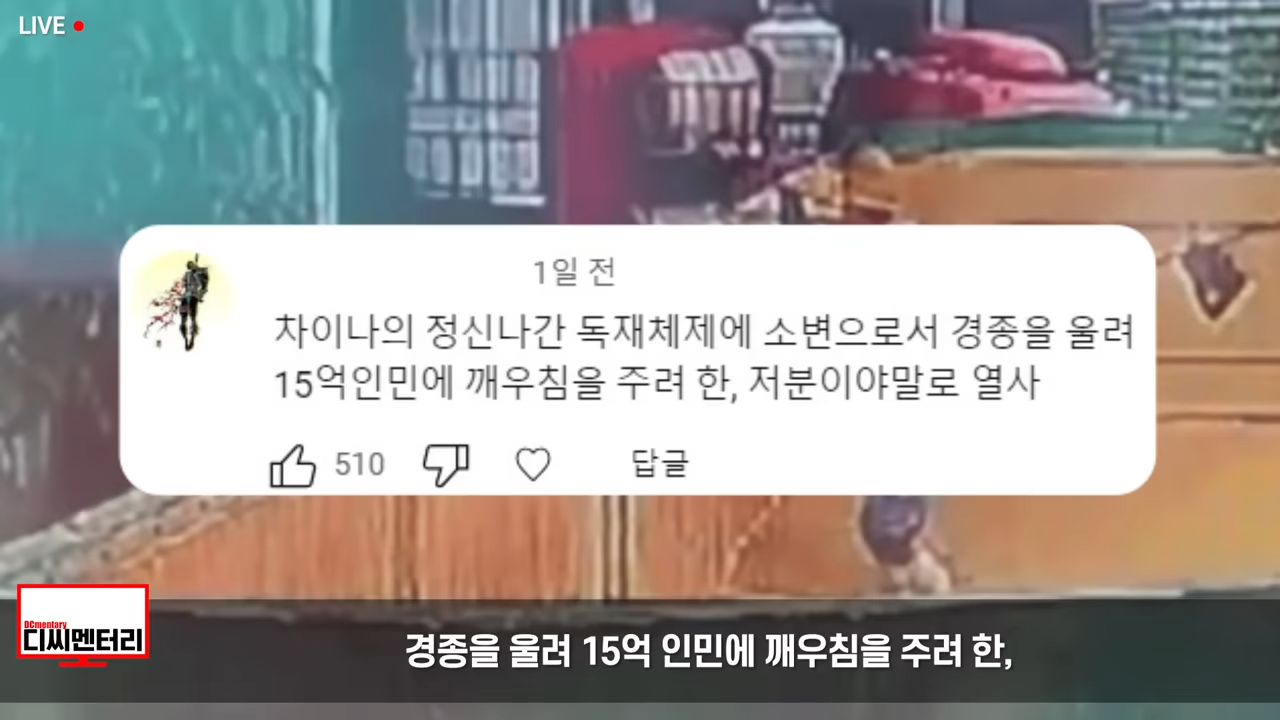 LIVE
1일 전
차이나의 정신나간 독재체제에 소변으로서 경종을 울려
15억인민에 깨우침을 주려 한, 저분이야말로 열사
510
답글
DCmentary
디씨멘터리
경종을 울려 15억 인민에 깨우침을 주려 한,